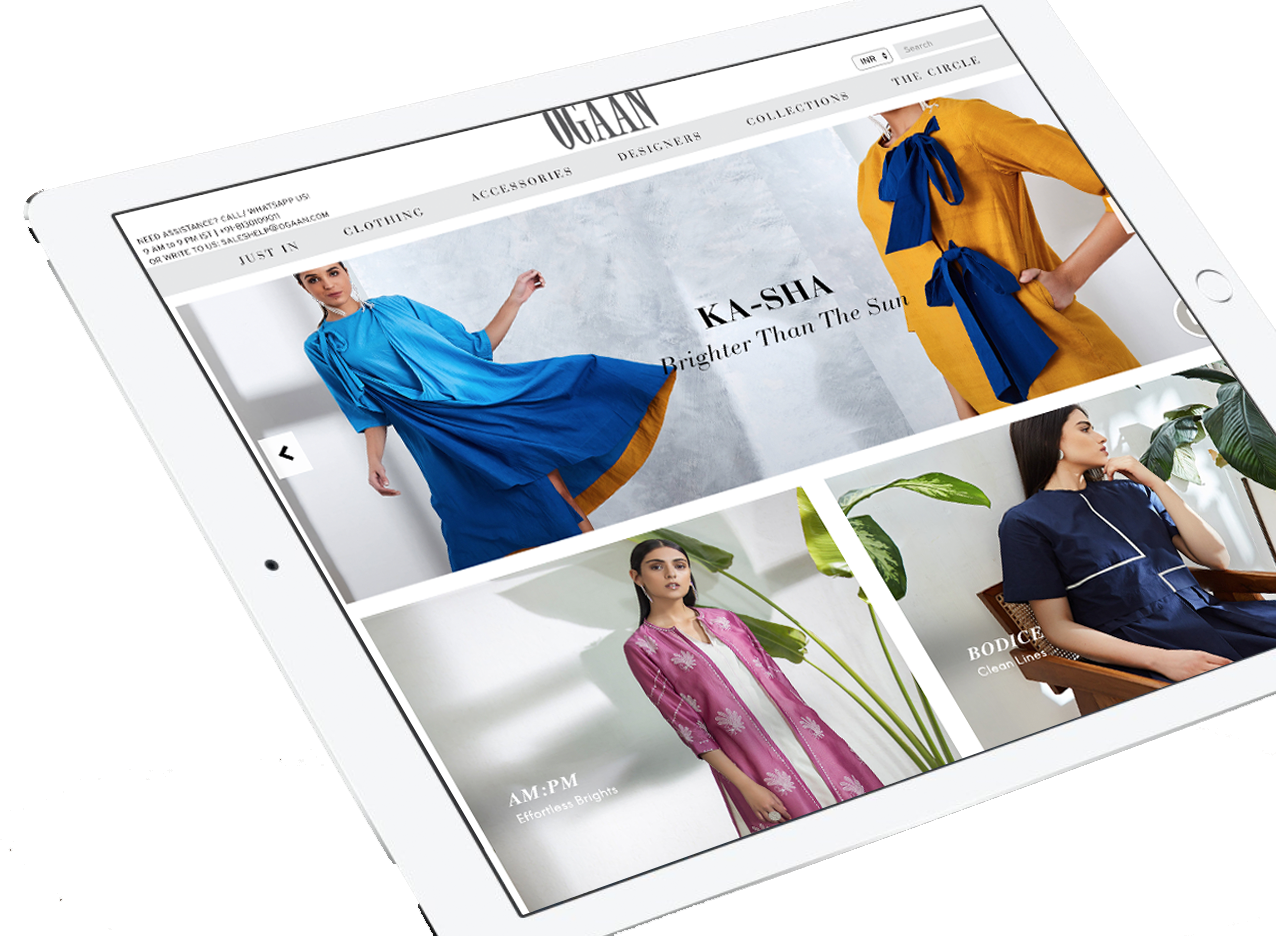 INR
Search
OGAAN
NEED ASSISTANCE? CALL/ WHATSAPP US!
9 AM to 9 PM IST | +91-8130109011
OR WRITE TO US: SALESHELP@OGAAN.COM
JUST IN CLOTHING ACCESSORIES DESIGNERS COLLECTIONS THE CIRCLE
KA-SHA
Brighter Than The Sun
BODICE
Clean Lines
AM:PM
Effortless Brights